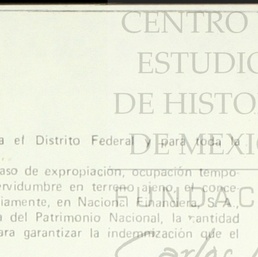 CENTRO
ESTUDIO
DE HISTO
DE MEXI
a el Distrito Federal y para toda la
aso de expropiación, ocupación tempo
ervidumbre en terreno ajeno, el conce
FUNDAC
iamente, en Nacional Financiera, S.A.,
a del Patrimonio Nacional, la cantidad
ara garantizar la indemnización que el
Carlos